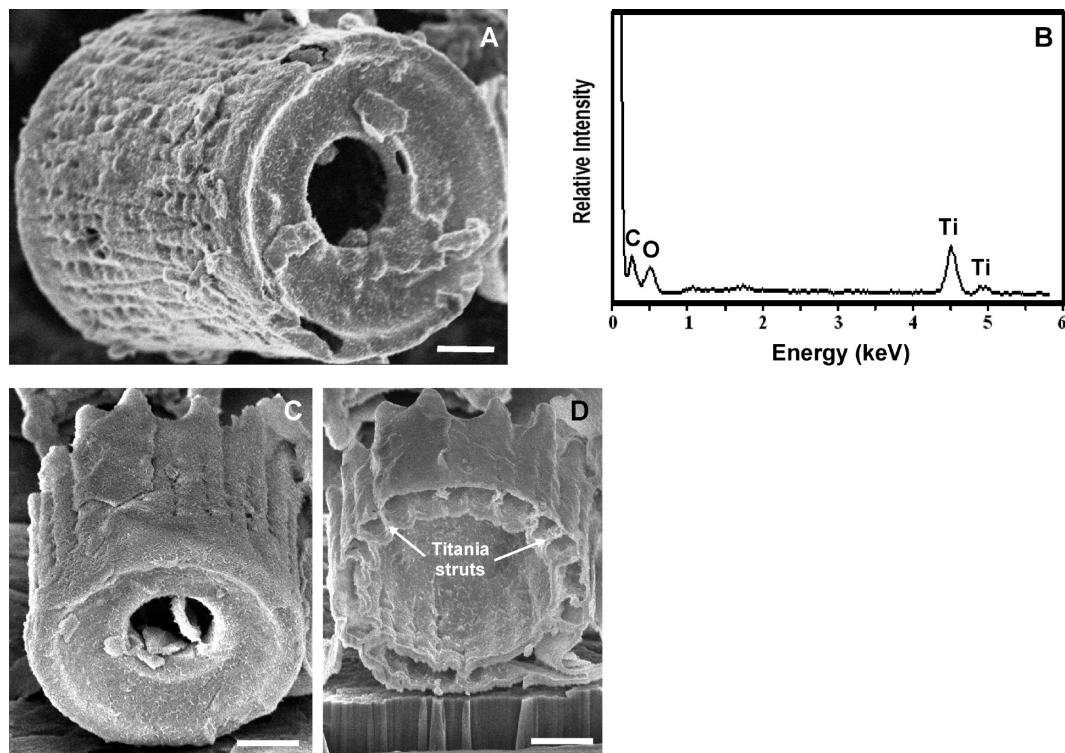 A
B
Relative Intensity
C
O
Ti
Ti
0 1 2 3 4 5 6
Energy (keV)
C
D
Titania
struts